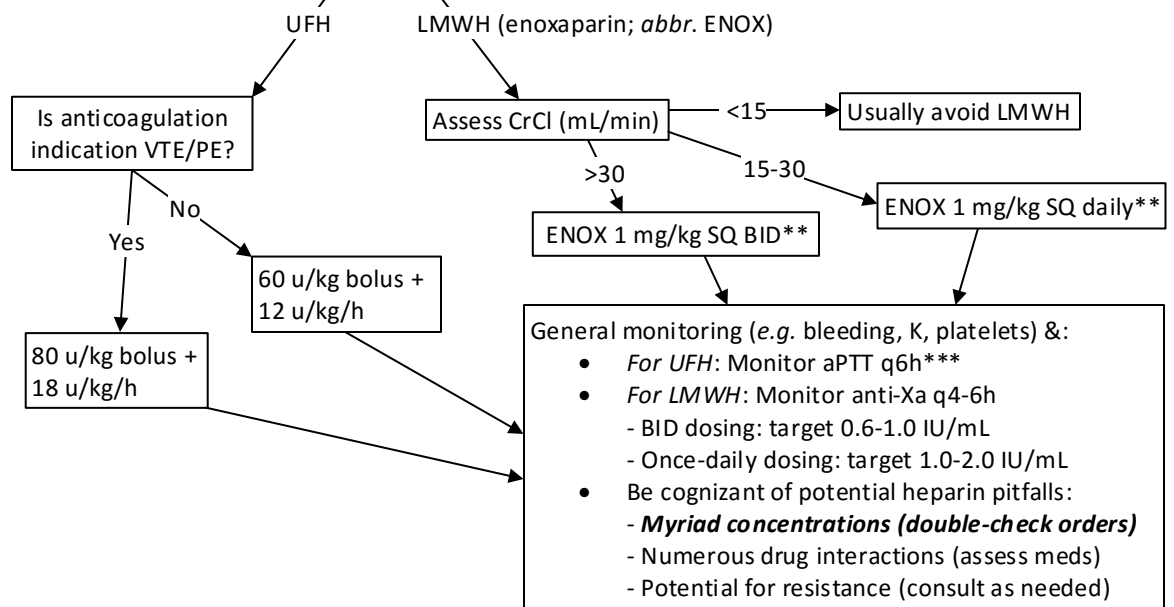 UFH
LMWH (enoxaparin; abbr. ENOX)
Is anticoagulation
indication VTE/PE?
Assess CrCl (mL/min)
<15
Usually avoid LMWH
>30
15-30
ENOX 1 mg/kg SQ daily**
ENOX 1 mg/kg SQ BID**
No
Yes
60 u/kg bolus +
12 u/kg/h
80 u/kg bolus +
18 u/kg/h
General monitoring (e.g. bleeding, K, platelets) &:
• For UFH: Monitor aPTT q6h***
• For LMWH: Monitor anti-Xa q4-6h
- BID dosing: target 0.6-1.0 IU/mL
- Once-daily dosing: target 1.0-2.0 IU/mL
• Be cognizant of potential heparin pitfalls:
- Myriad concentrations (double-check orders)
- Numerous drug interactions (assess meds)
- Potential for resistance (consult as needed)